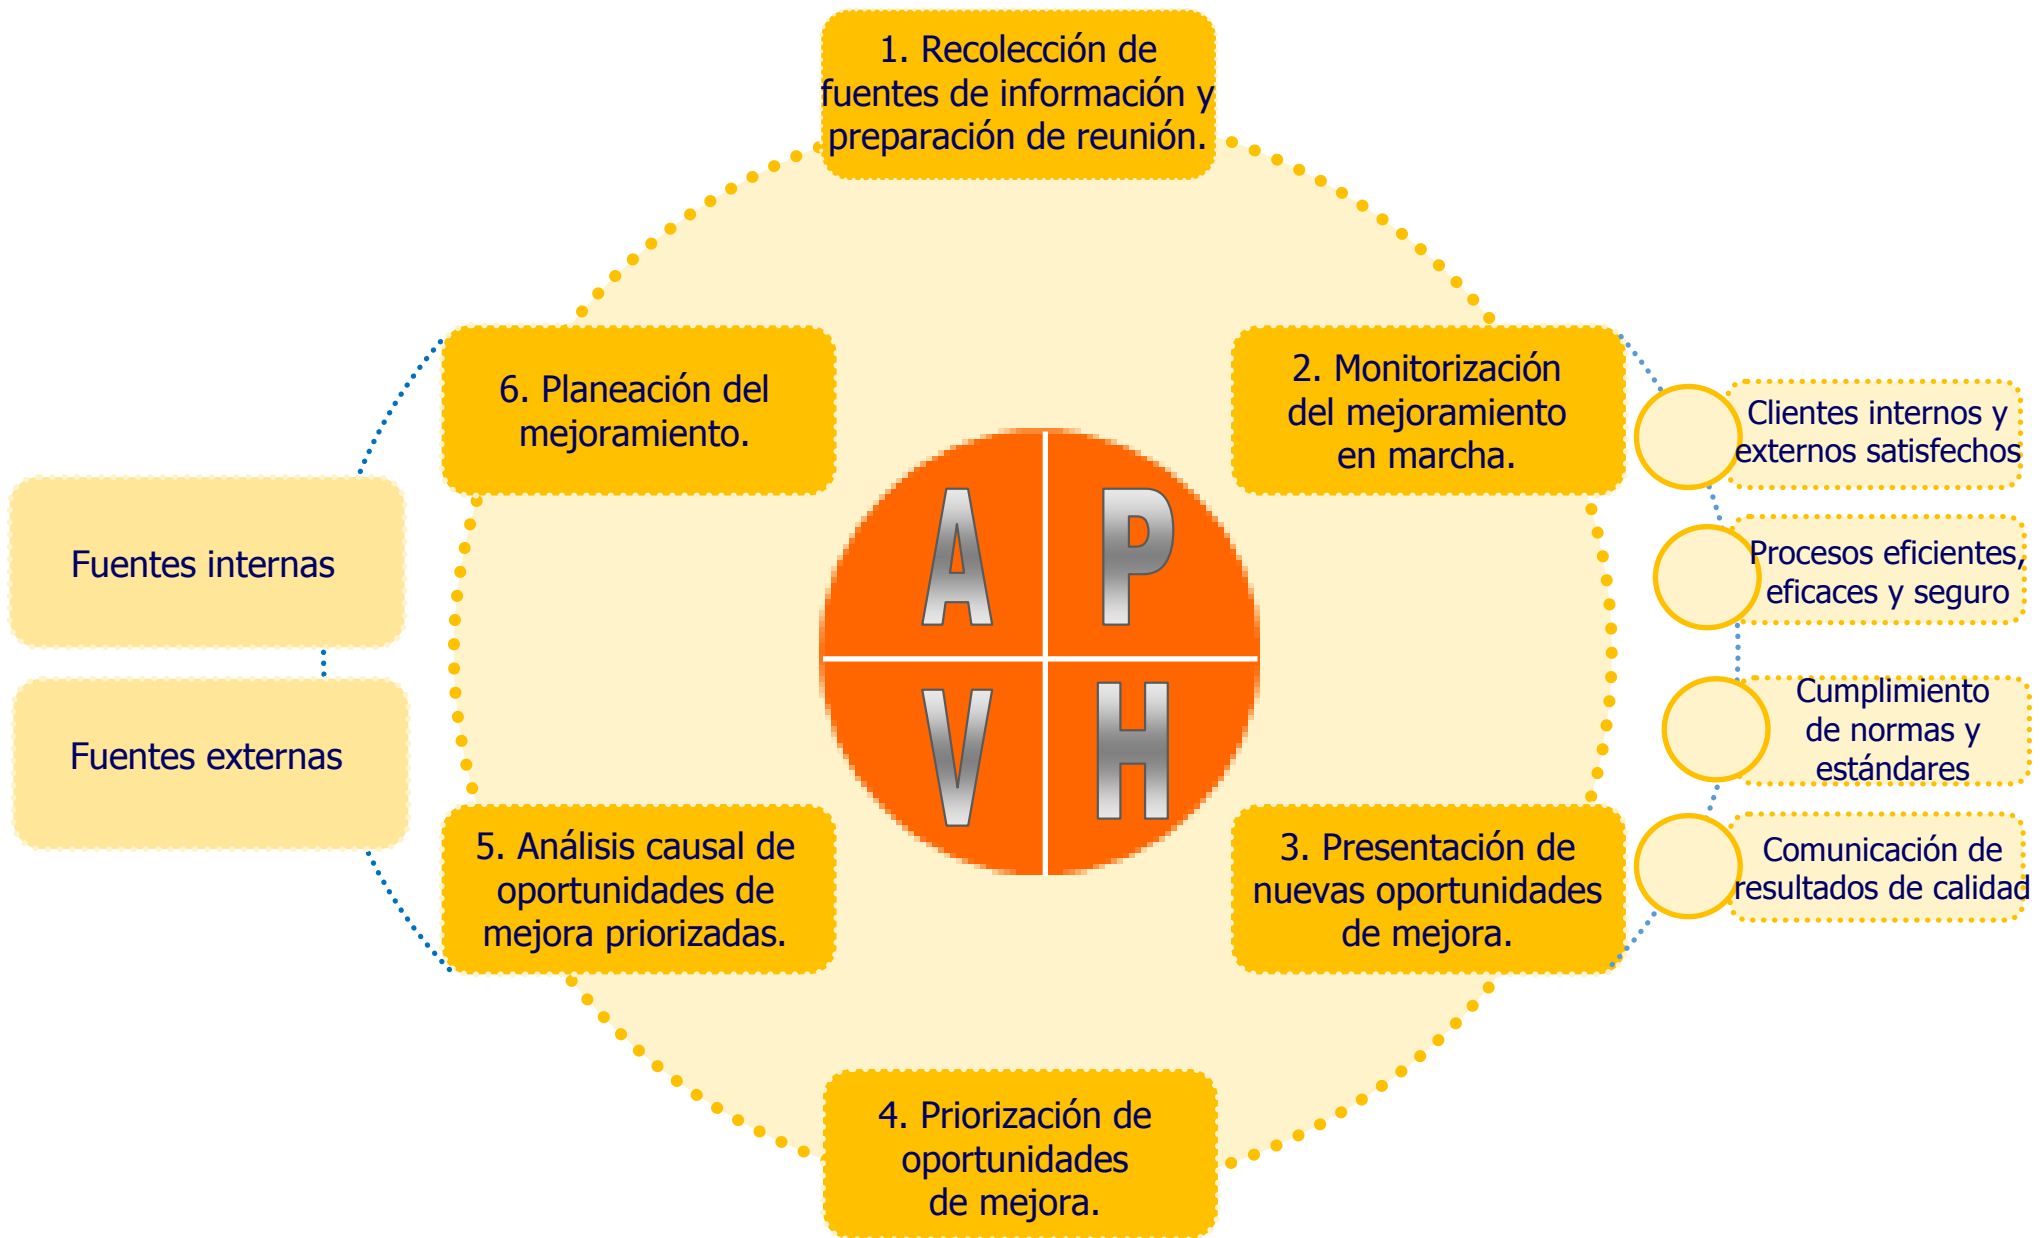 1. Recolección de
fuentes de información y
preparación de reunión.
6. Planeación del
mejoramiento.
2. Monitorización
del mejoramiento
en marcha.
Clientes internos y
externos satisfechos
Fuentes internas
A P
Procesos eficientes,
eficaces y seguro
Fuentes externas
V H
Cumplimiento
de normas y
estándares
5. Análisis causal de
oportunidades de
mejora priorizadas.
3. Presentación de
nuevas oportunidades
de mejora.
Comunicación de
resultados de calidad
4. Priorización de
oportunidades
de mejora.